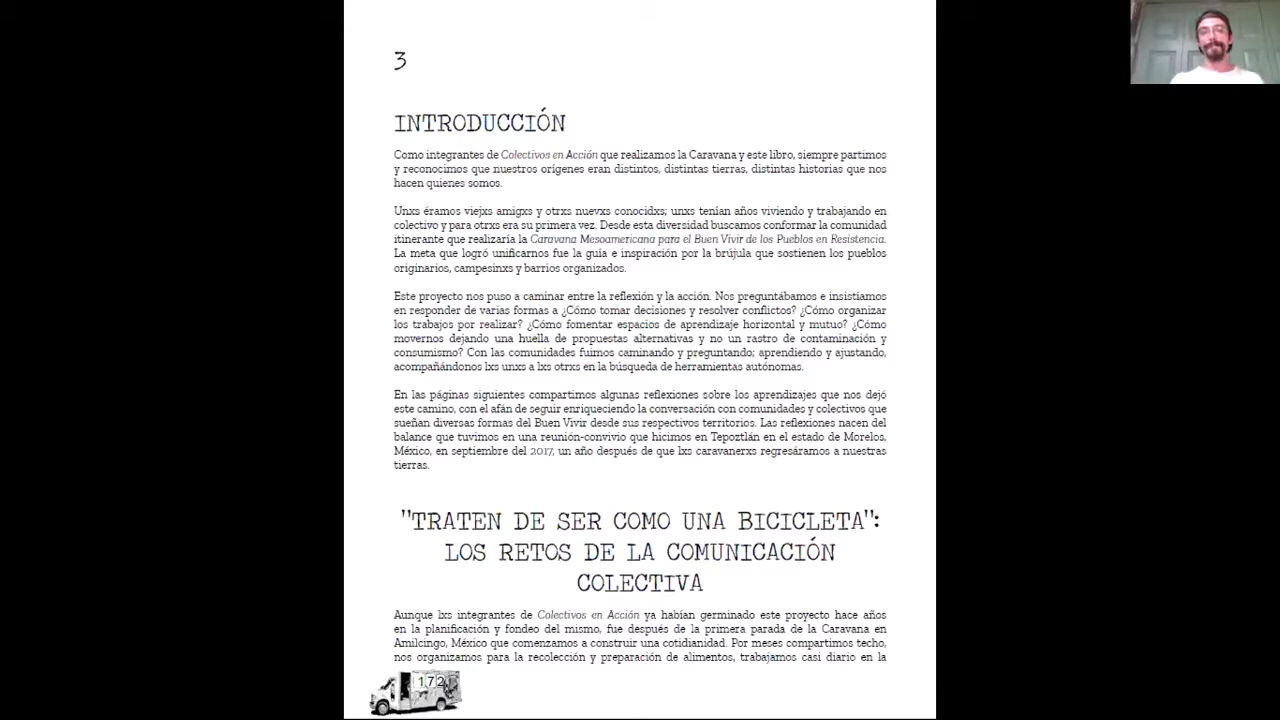 3
INTRODUCCIÓN
Como integrantes de Colectivos en Acción que realizamos la Caravana y este libro, siempre partimos
y reconocimos que nuestros orígenes eran distintos, distintas tierras, distintas historias que nos
hacen quienes somos.
Unxs éramos viejxs amigxs y otrxs nuevxs conocidxs; unxs tenían años viviendo y trabajando en
colectivo y para otrxs era su primera vez. Desde esta diversidad buscamos conformar la comunidad
itinerante que realizaría la Caravana Mesoamericana para el Buen Vivir de los Pueblos en Resistencia.
La meta que logró unificarnos fue la guía e inspiración por la brújula que sostienen los pueblos
originarios, campesinxs y barrios organizados.
Este proyecto nos puso a caminar entre la reflexión y la acción. Nos preguntábamos e insistíamos
en responder de varias formas a ¿Cómo tomar decisiones y resolver conflictos? ¿Cómo organizar
los trabajos por realizar? ¿Cómo fomentar espacios de aprendizaje horizontal y mutuo? ¿Cómo
movernos dejando una huella de propuestas alternativas y no un rastro de contaminación y
consumismo? Con las comunidades fuimos caminando y preguntando; aprendiendo y ajustando,
acompañándonos lxs unxs a lxs otrxs en la búsqueda de herramientas autónomas.
En las páginas siguientes compartimos algunas reflexiones sobre los aprendizajes que nos dejó
este camino, con el afán de seguir enriqueciendo la conversación con comunidades y colectivos que
sueñan diversas formas del Buen Vivir desde sus respectivos territorios. Las reflexiones nacen del
balance que tuvimos en una reunión-convivio que hicimos en Tepoztlán en el estado de Morelos,
México, en septiembre del 2017, un año después de que lxs caravanerxs regresáramos a nuestras
tierras.
"TRATEN DE SER COMO UNA BICICLETA":
LOS RETOS DE LA COMUNICACIÓN
COLECTIVA
Aunque lxs integrantes de Colectivos en Acción ya habían germinado este proyecto hace años
en la planificación y fondeo del mismo, fue después de la primera parada de la Caravana en
Amilcingo, México que comenzamos a construir una cotidianidad. Por meses compartimos techo,
nos organizamos para la recolección y preparación de alimentos, trabajamos casi diario en la
172